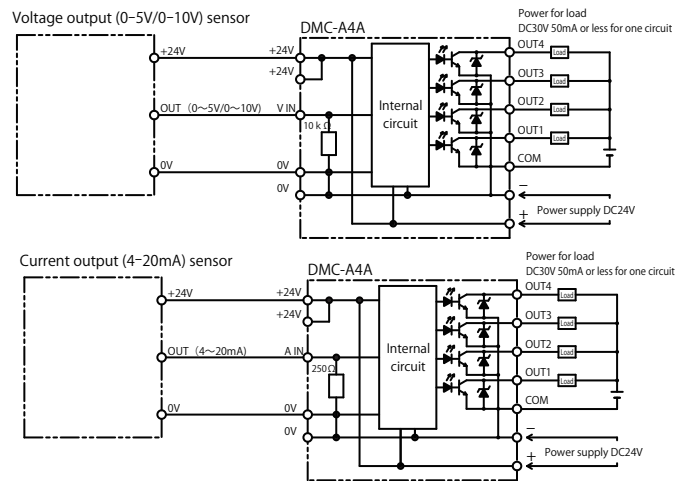 Voltage output (0-5V/0-10V) sensor
DMC-A4A
Power for load
DC30V 50mA or less for one circuit
+24V
+24V
+24V
OUT (0～5V/0～10V)
V IN
10 k Ω
0V
0V
0V
Internal
circuit
OUT4
Load
OUT3
Load
OUT2
Load
OUT1
Load
COM
−
+
Power supply DC24V
Current output (4-20mA) sensor
DMC-A4A
Power for load
DC30V 50mA or less for one circuit
+24V
+24V
+24V
OUT (4～20mA)
A IN
250Ω
0V
0V
0V
Internal
circuit
OUT4
Load
OUT3
Load
OUT2
Load
OUT1
Load
COM
−
+
Power supply DC24V